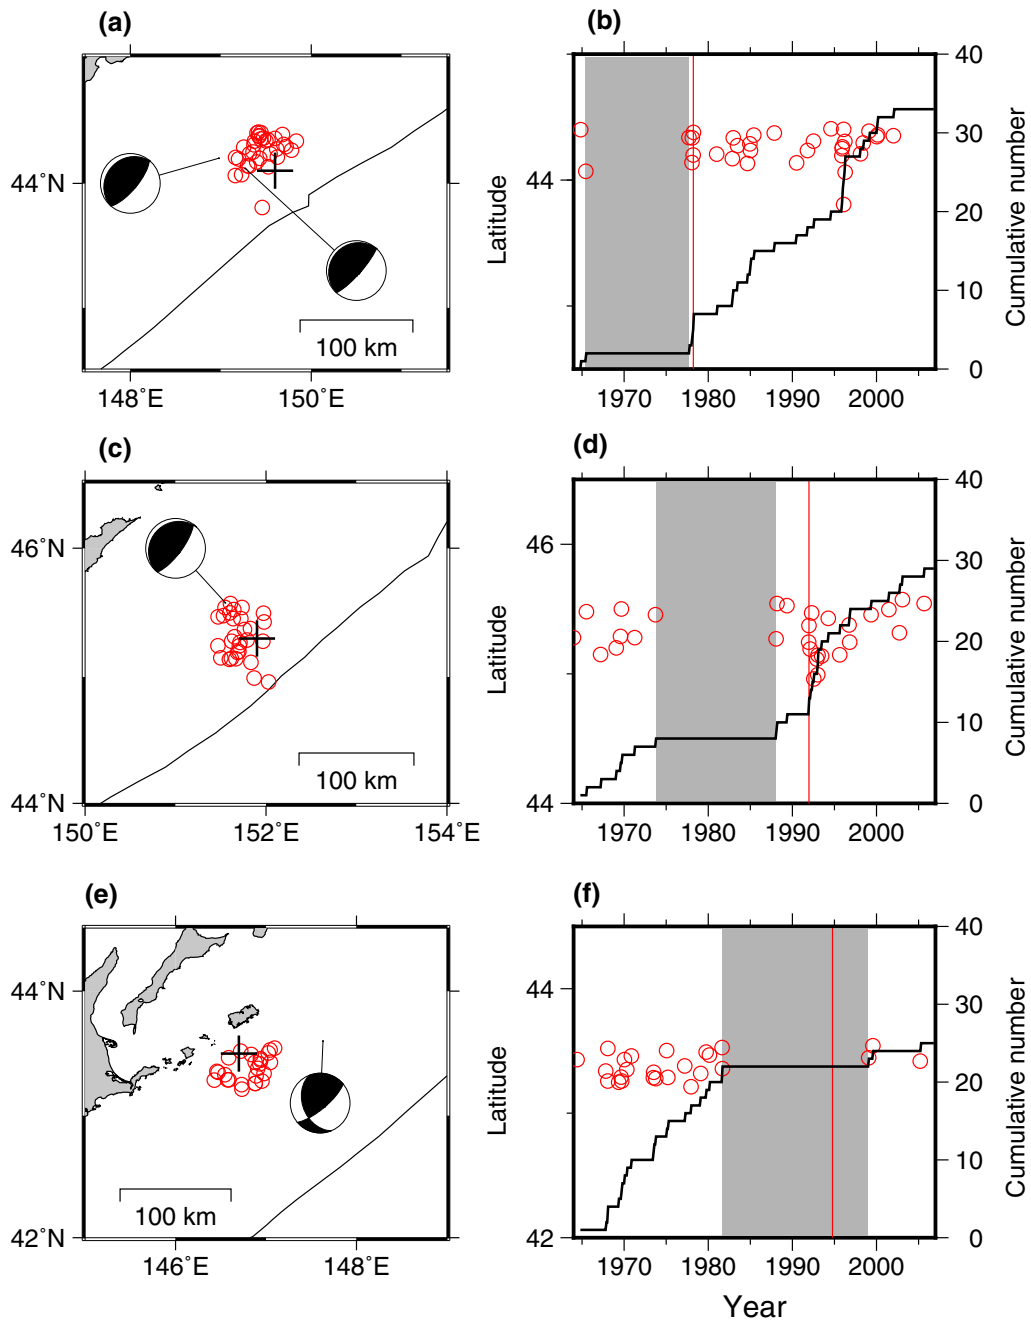 (a)
44°N
100 km
148°E 150°E
(b)
Latitude
44
40
30
20
10
0
Cumulative number
1970 1980 1990 2000
(c)
46°N
44°N
100 km
150°E 152°E 154°E
(d)
Latitude
46
44
40
30
20
10
0
Cumulative number
1970 1980 1990 2000
(e)
44°N
42°N
100 km
146°E 148°E
(f)
Latitude
44
42
40
30
20
10
0
Cumulative number
1970 1980 1990 2000
Year